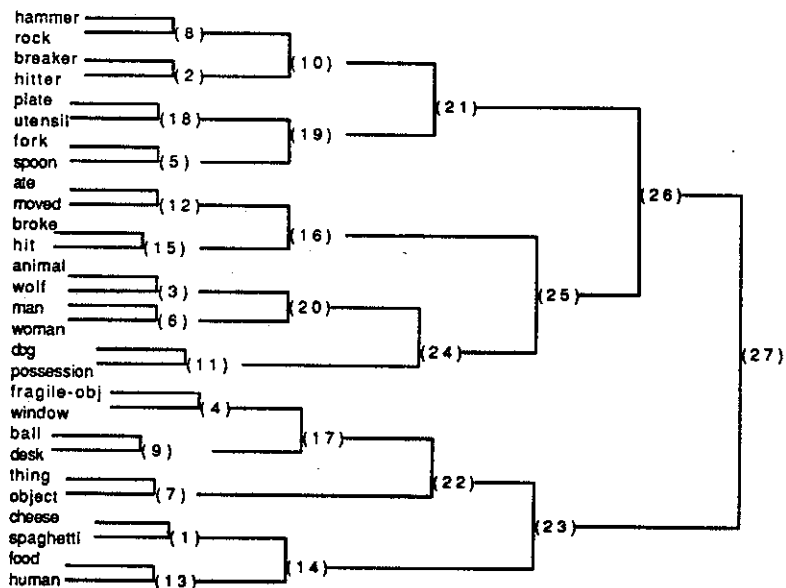 hammer
rock
(8)
breaker
(10)
hitter
(2)
plate
(21)
utensil
(18)
fork
(19)
spoon
(5)
ate
moved
(12)
(26)
broke
(16)
hit
(15)
animal
wolf
(3)
(25)
man
(20)
woman
(6)
dog
(24)
(27)
possession
(11)
fragile-obj
window
(4)
ball
(17)
desk
(9)
thing
(22)
object
(7)
cheese
(23)
spaghetti
(1)
food
(14)
human
(13)